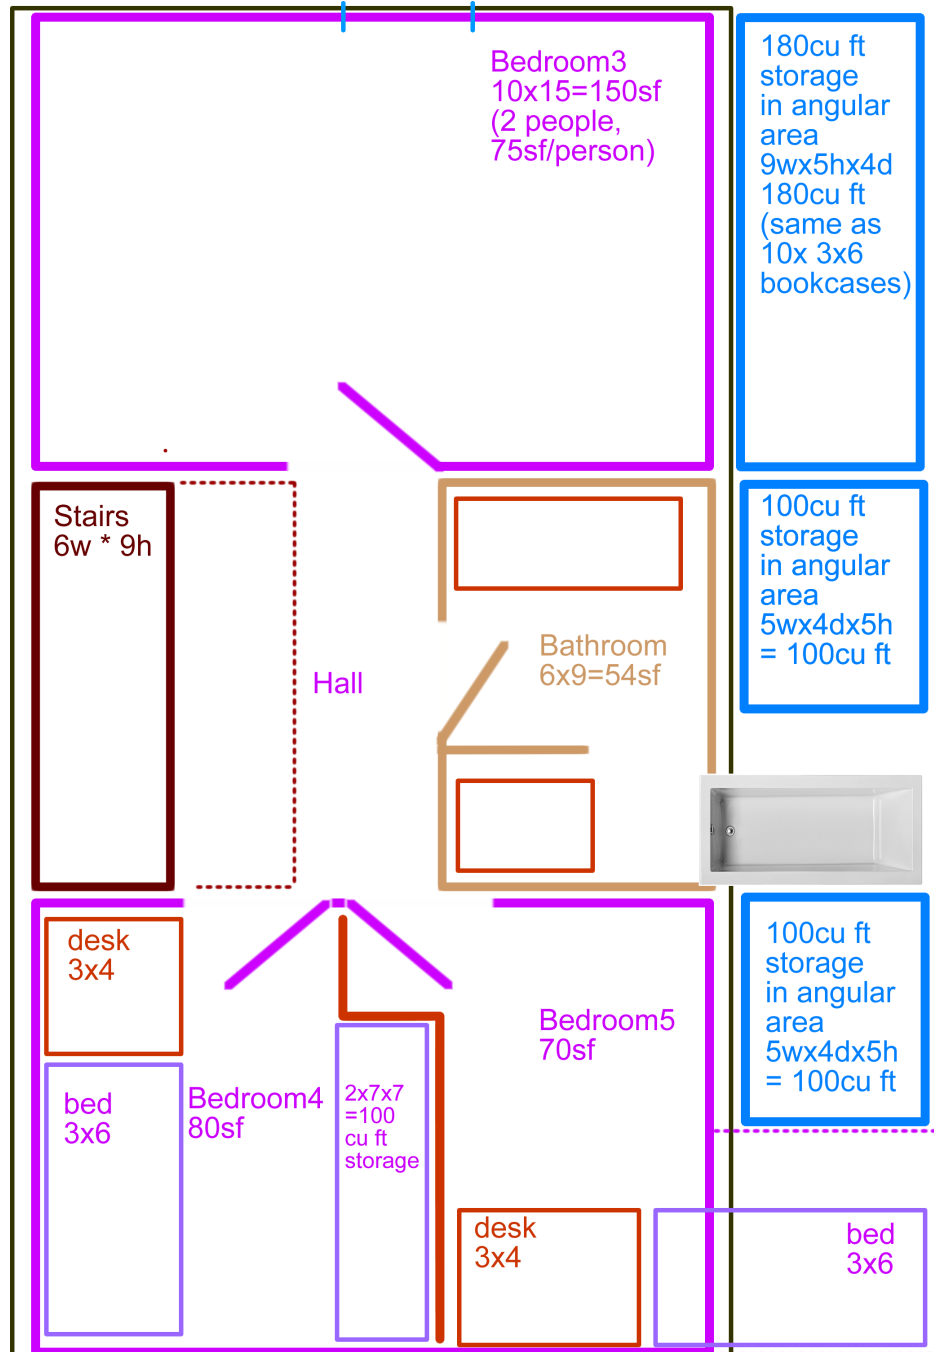 Bedroom3
10x15=150sf
(2 people,
75sf/person)
180cu ft
storage
in angular
area
9wx5hx4d
180cu ft
(same as
10x 3x6
bookcases)
Stairs
6w * 9h
Hall
Bathroom
6x9=54sf
100cu ft
storage
in angular
area
5wx4dx5h
= 100cu ft
desk
3x4
bed
3x6
Bedroom4
80sf
2x7x7
=100
cu ft
storage
Bedroom5
70sf
100cu ft
storage
in angular
area
5wx4dx5h
= 100cu ft
desk
3x4
bed
3x6